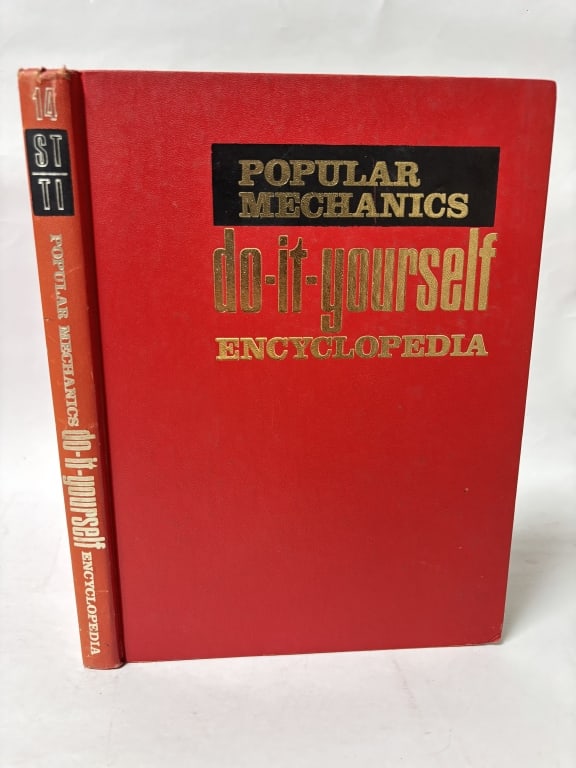 14
ST
TI
POPULAR MECHANICS do-it-yourself ENCYCLOPEDIA
POPULAR
MECHANICS
do-it-yourself
ENCYCLOPEDIA